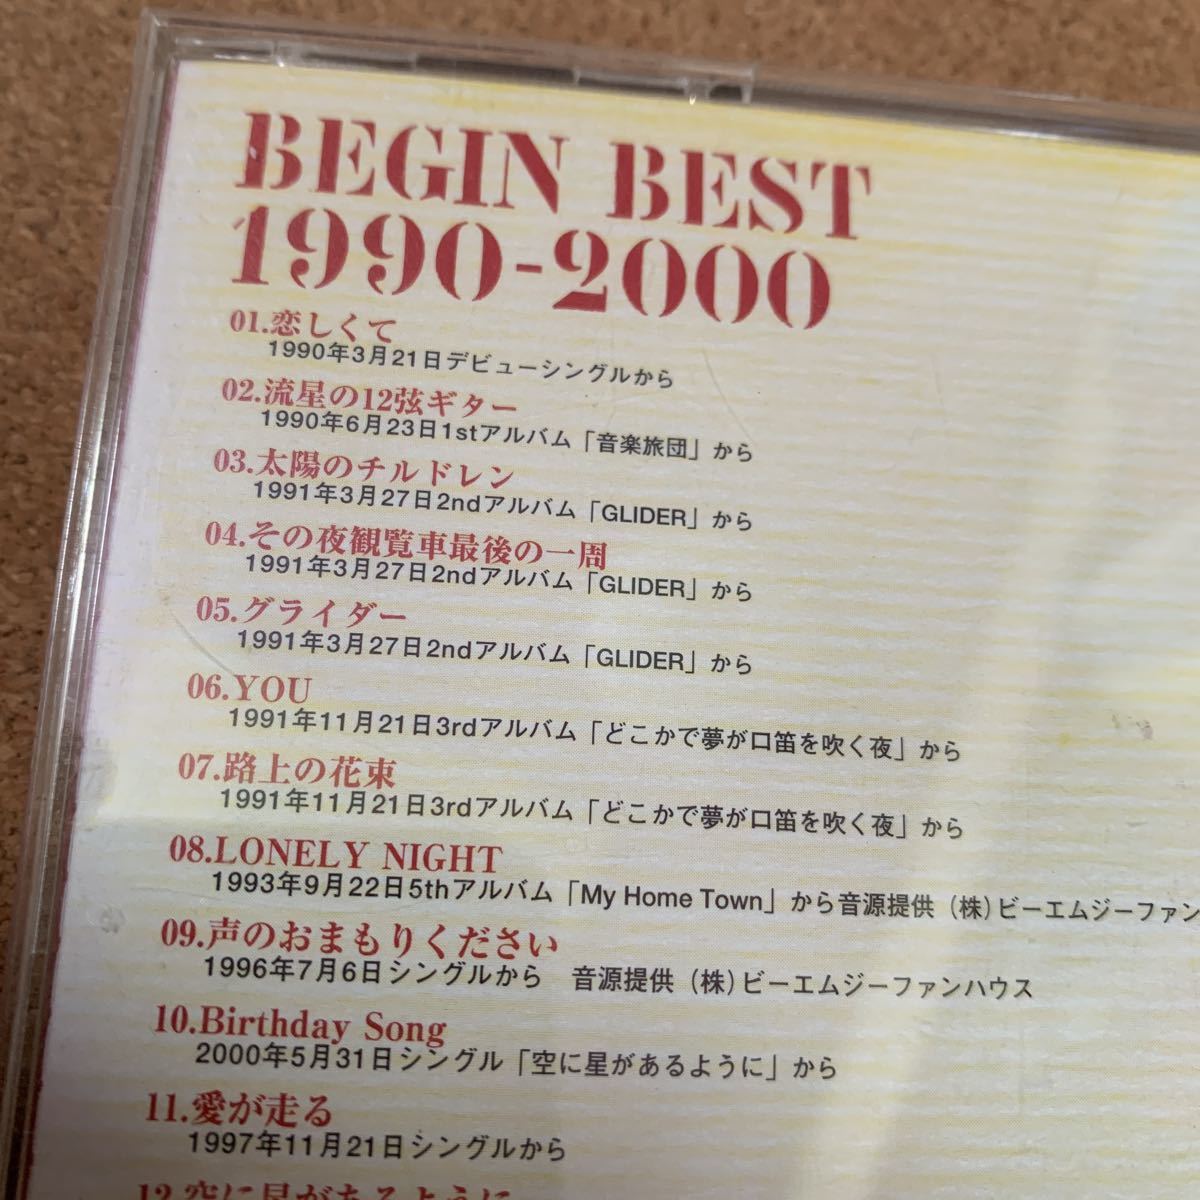 BEGIN BEST
1990-2000
01.恋しくて
1990年3月21日デビューシングルから
02.流星の12弦ギター
1990年6月23日1stアルバム「音楽旅団」から
03.太陽のチルドレン
1991年3月27日2ndアルバム「GLIDER」から
04.その夜観覧車最後の一周
1991年3月27日2ndアルバム「GLIDER」から
05.グライダー
1991年3月27日2ndアルバム「GLIDER」から
06.YOU
1991年11月21日3rdアルバム「どこかで夢が口笛を吹く夜」から
07.路上の花束
1991年11月21日3rdアルバム「どこかで夢が口笛を吹く夜」から
08.LONELY NIGHT
1993年9月22日5thアルバム「My Home Town」から音源提供 (株)ビーエムジーファン
09.声のおまもりください
1996年7月6日シングルから 音源提供 (株)ビーエムジーファンハウス
10.Birthday Song
2000年5月31日シングル「空に星があるように」から
11.愛が走る
1997年11月21日シングルから
12.空に星があるように